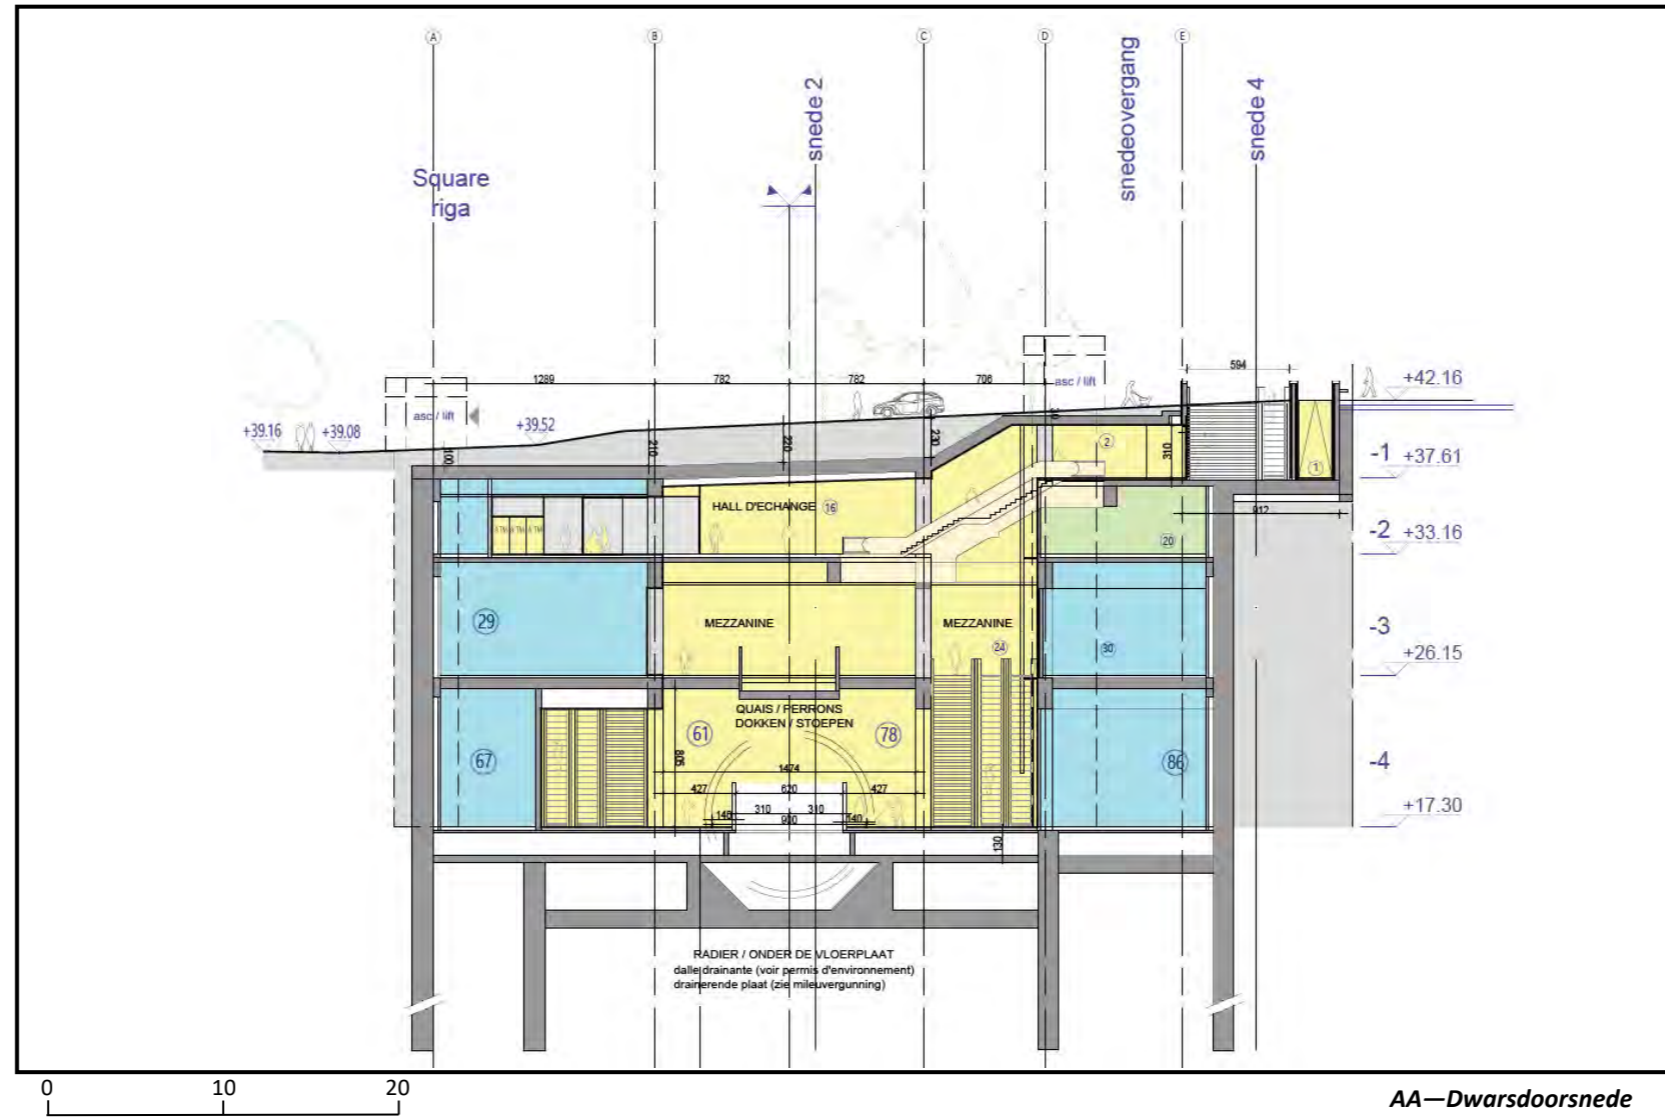 A B C D E
Square
riga
snede 2
snedeovergang
snede 4
1289 782 782 706 594
asc / lift
asc / lift
+42.16
+39.16 +39.08 +39.52
100 210 220 230 310
2
1
-1 +37.61
HALL D'ECHANGE 16
912
-2 +33.16
20
29
MEZZANINE
MEZZANINE
24
30
-3
+26.15
QUAIS / PERRONS
DOKKEN / STOEPEN
61 78
67
86
-4
805
1474
427 620 427
310 310
900
140 140
+17.30
130
RADIER / ONDER DE VLOERPLAAT
dalle drainante (voir permis d'environnement)
drainerende plaat (zie mileuvergunning)
0 10 20
AA—Dwarsdoorsnede